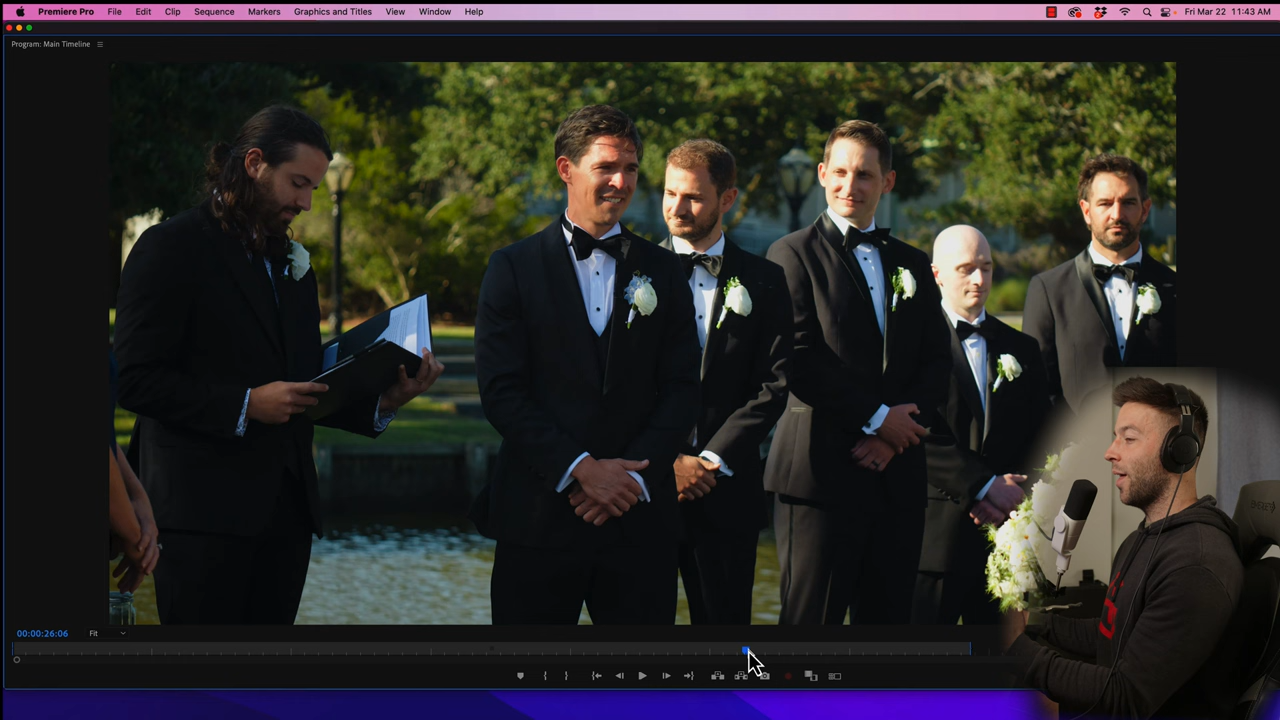 Premiere Pro File Edit Clip Sequence Markers Graphics and Titles View Window Help Fri Mar 22 11:43 AM
Program: Main Timeline
00:00:26:06 Fit